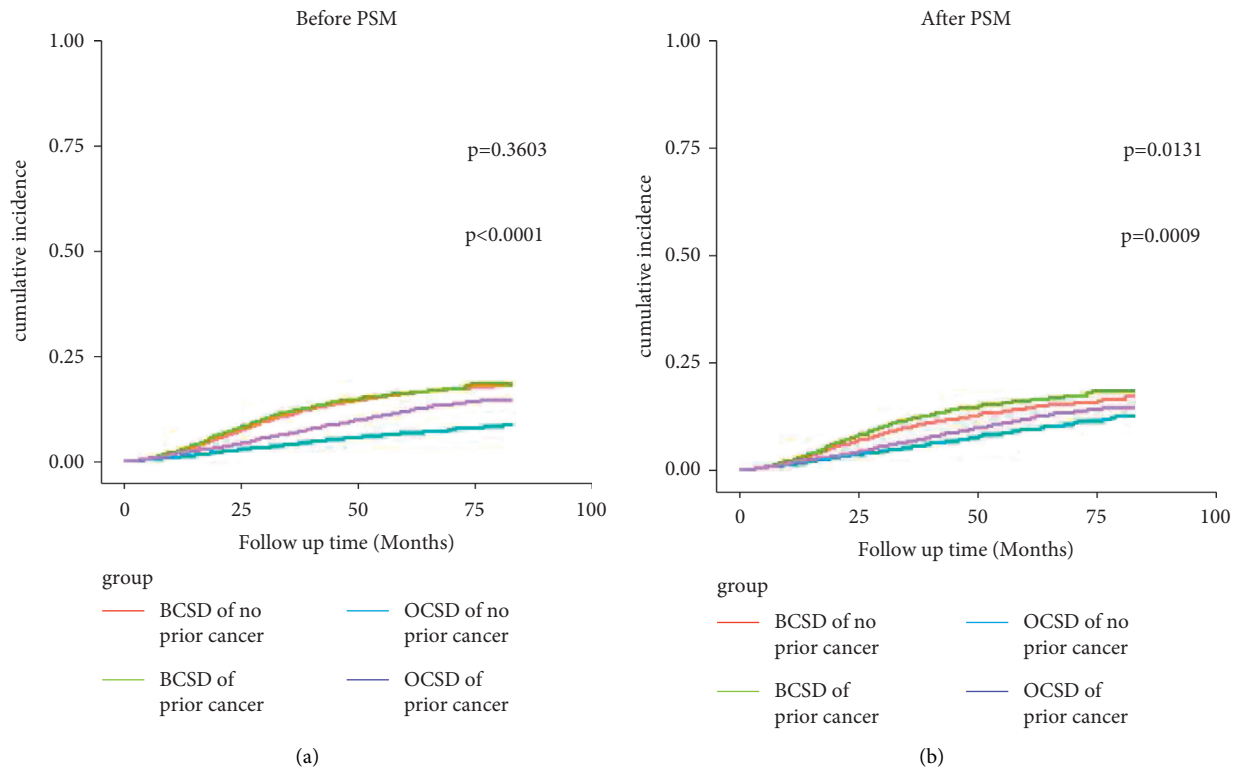 Before PSM
1.00
0.75
0.50
0.25
0.00
cumulative incidence
p=0.3603
p<0.0001
0
25
50
75
100
Follow up time (Months)
group
BCSD of no
prior cancer
BCSD of
prior cancer
OCSD of no
prior cancer
OCSD of
prior cancer
(a)
After PSM
1.00
0.75
0.50
0.25
0.00
cumulative incidence
p=0.0131
p=0.0009
0
25
50
75
100
Follow up time (Months)
group
BCSD of no
prior cancer
BCSD of
prior cancer
OCSD of no
prior cancer
OCSD of
prior cancer
(b)